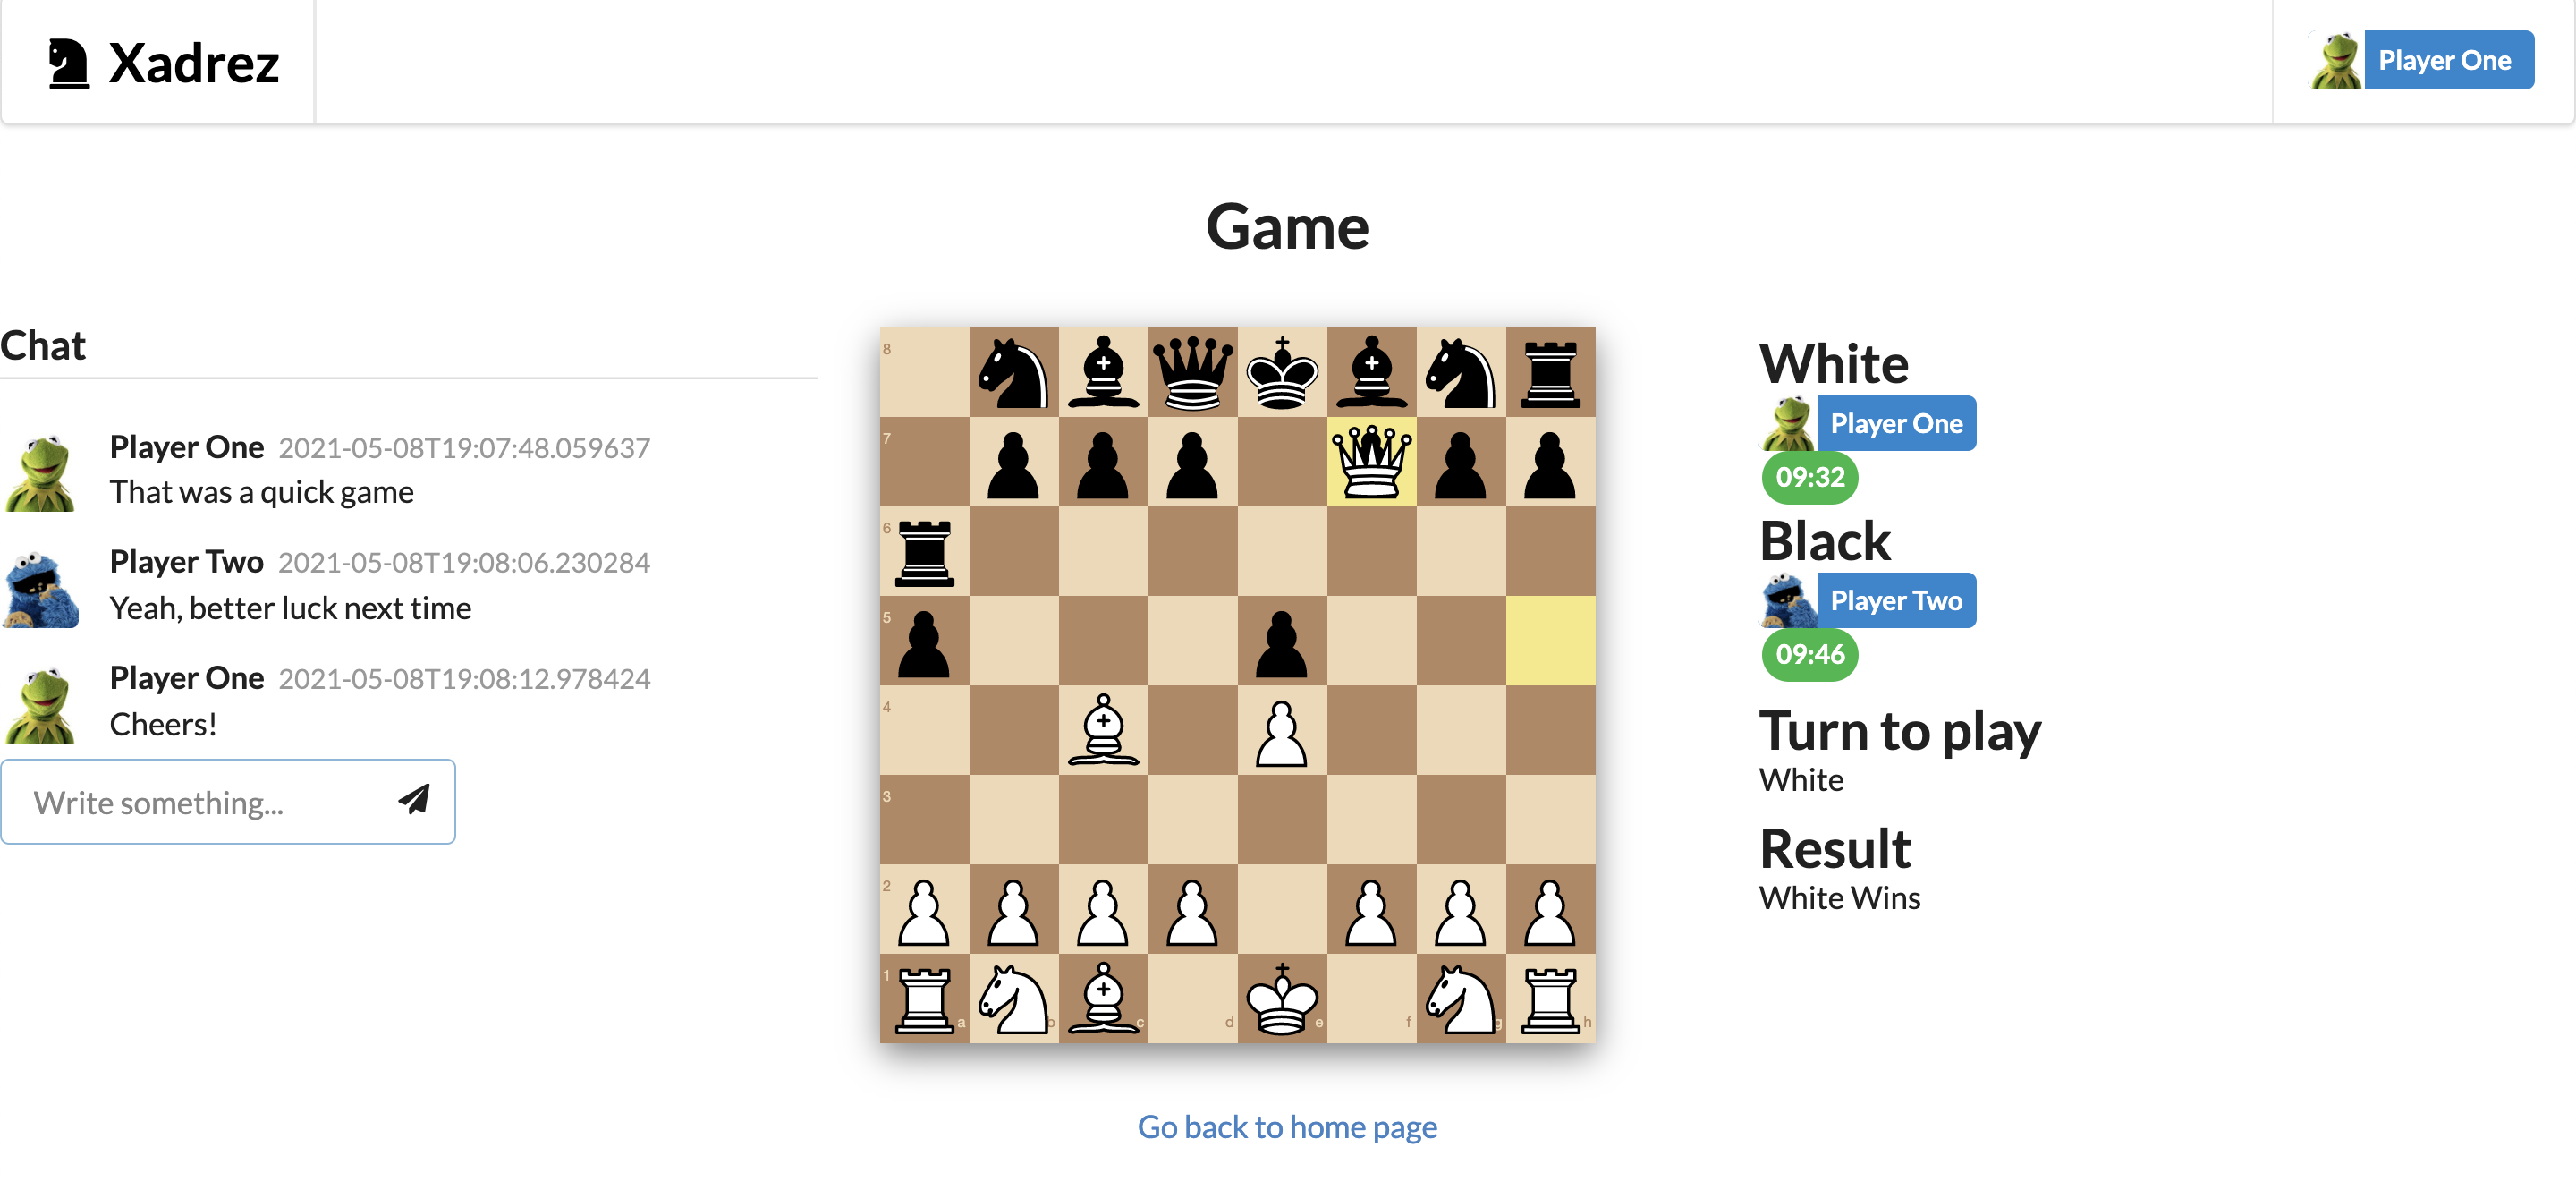 Xadrez
Player One
Game
Chat
Player One 2021-05-08T19:07:48.059637
That was a quick game
Player Two 2021-05-08T19:08:06.230284
Yeah, better luck next time
Player One 2021-05-08T19:08:12.978424
Cheers!
Write something...
8
7
6
5
4
3
2
1
a b c d e f g h
White
Player One
09:32
Black
Player Two
09:46
Turn to play
White
Result
White Wins
Go back to home page